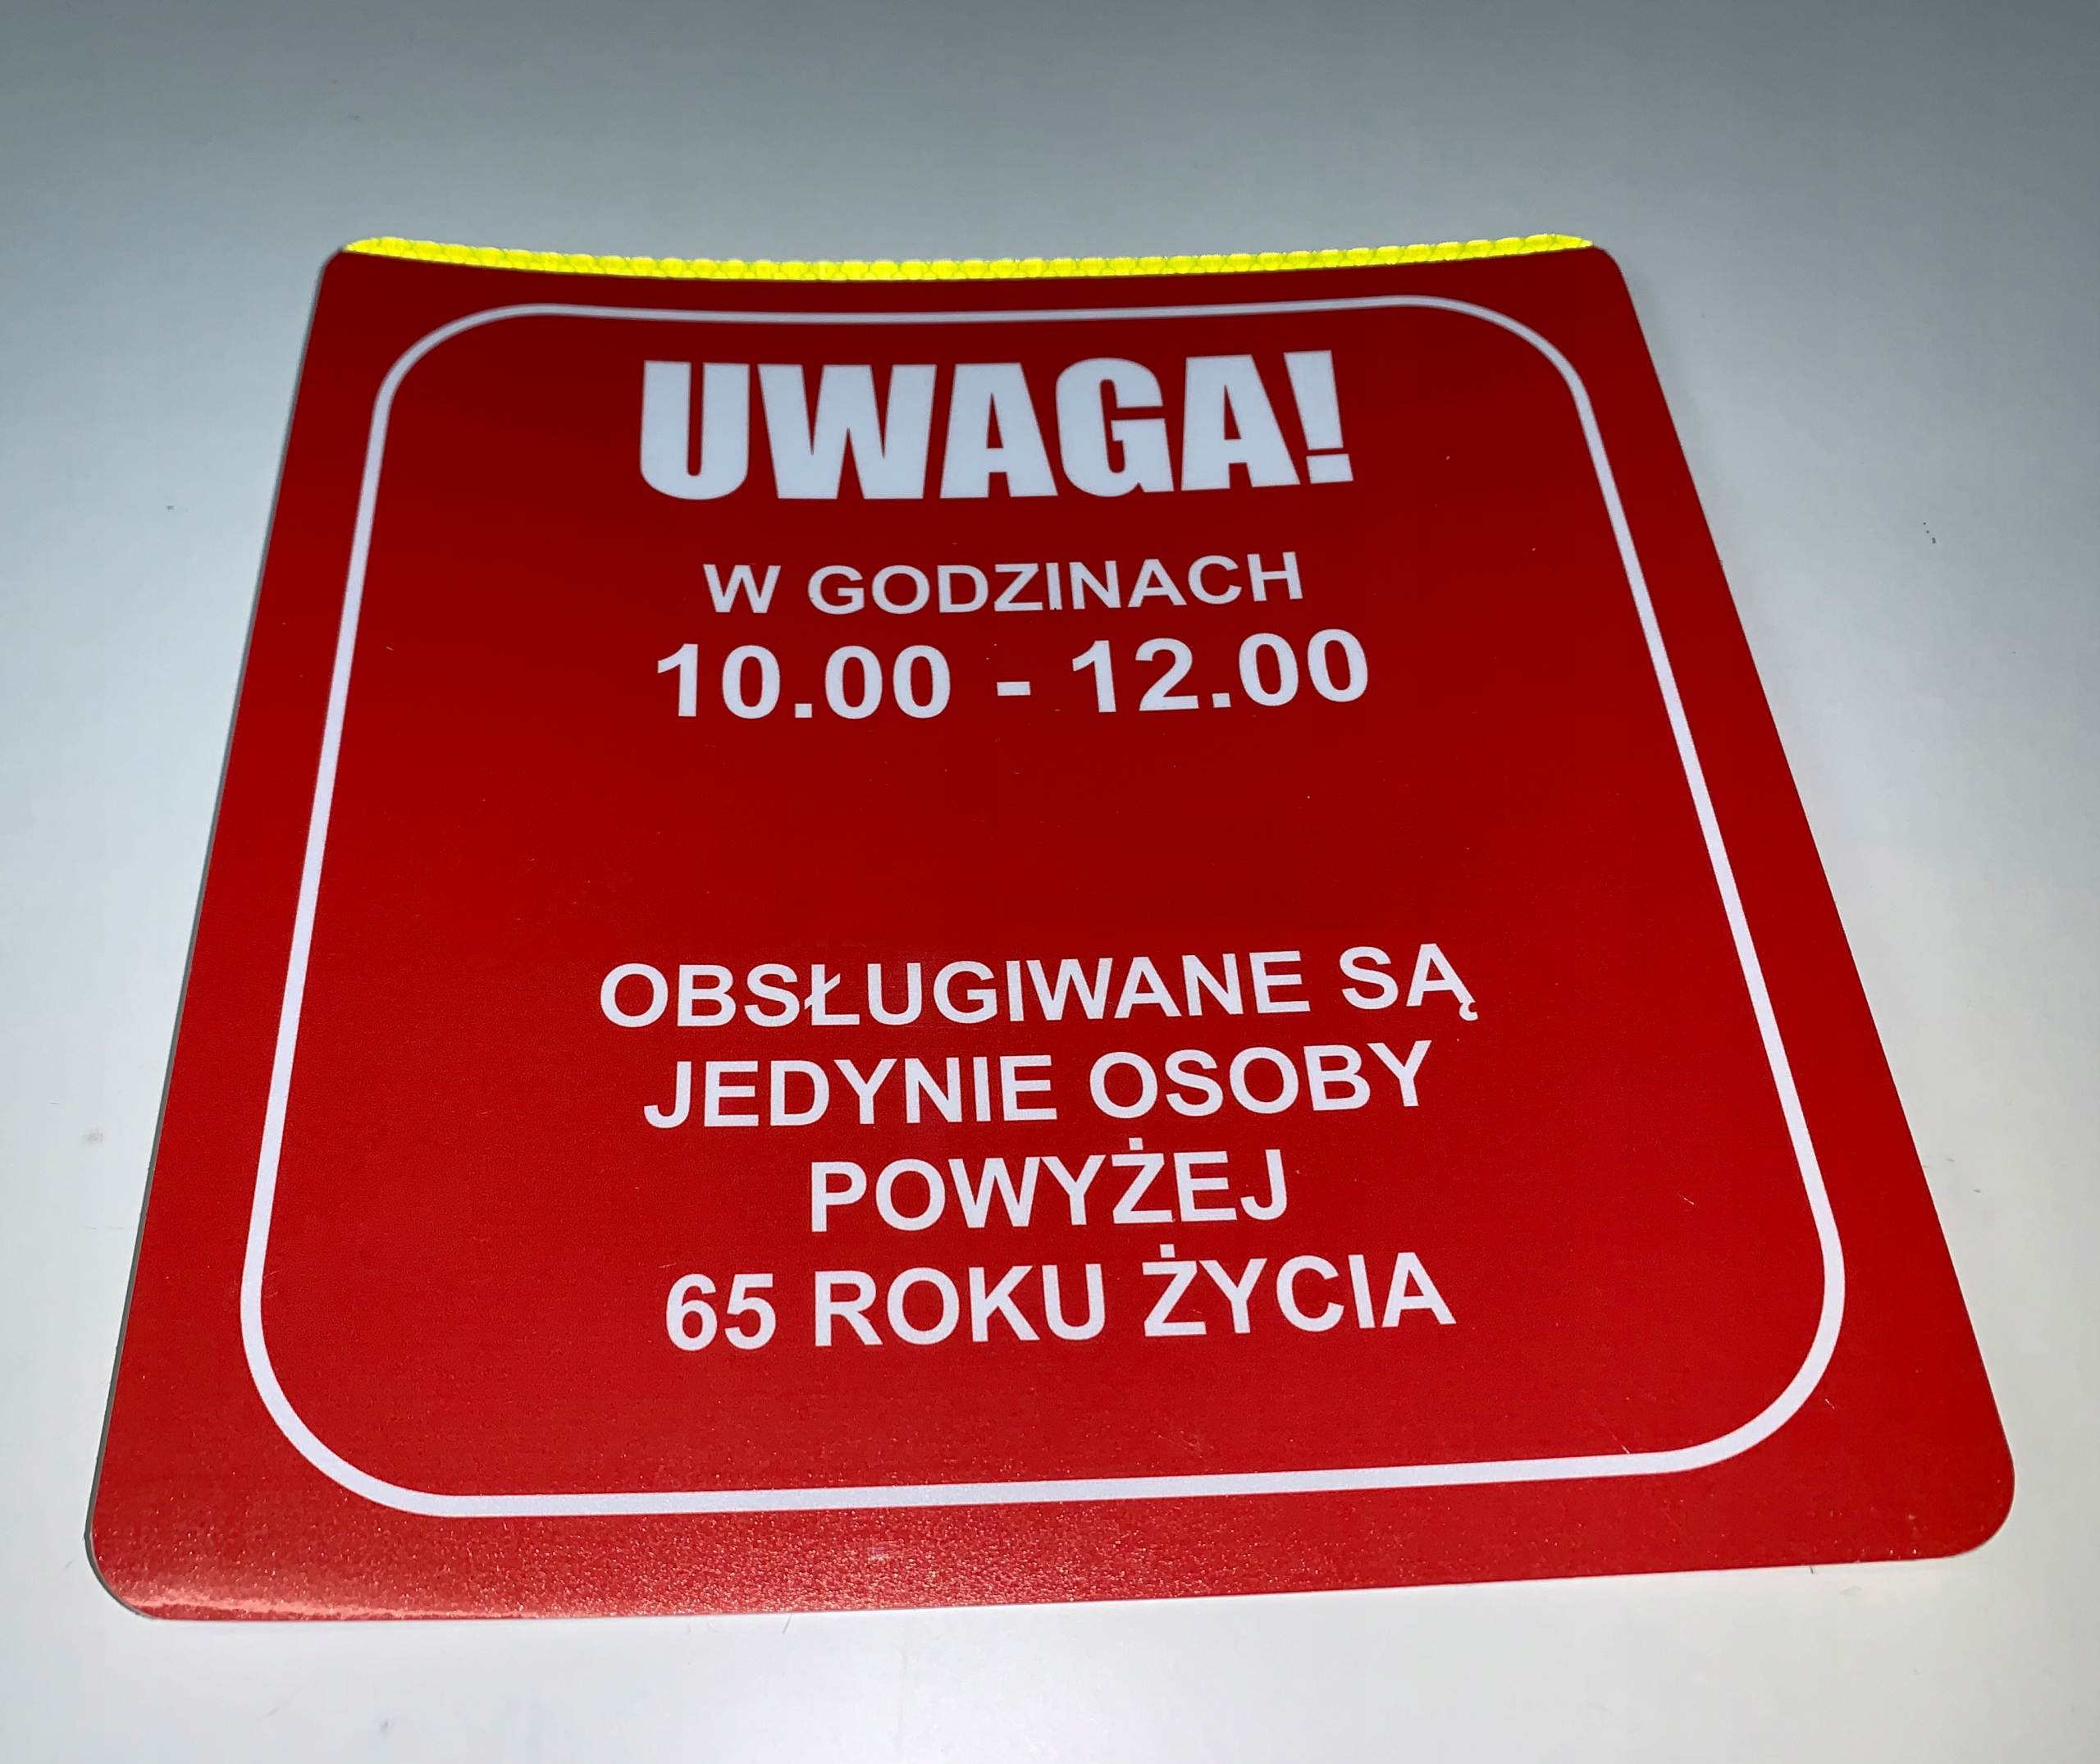 UWAGA!
W GODZINACH
10.00 - 12.00
OBSŁUGIWANE SĄ
JEDYNIE OSOBY
POWYŻEJ
65 ROKU ŻYCIA